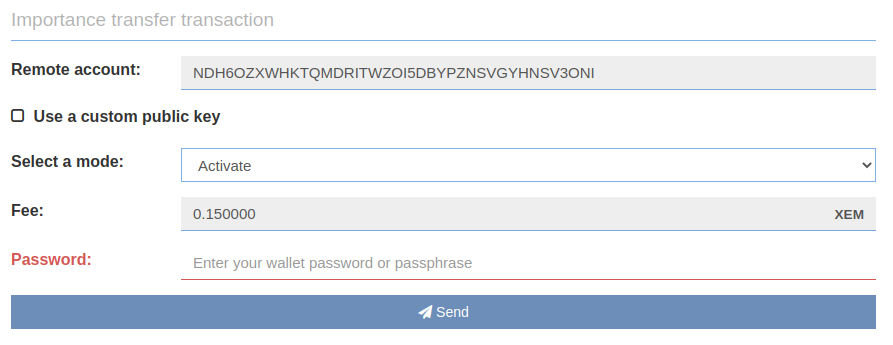 Importance transfer transaction
Remote account: NDH6OZXWHKTQMDRITWZOI5DBYPZNSVGYHNSV3ONI
Use a custom public key
Select a mode: Activate
Fee: 0.150000 XEM
Password: Enter your wallet password or passphrase
Send